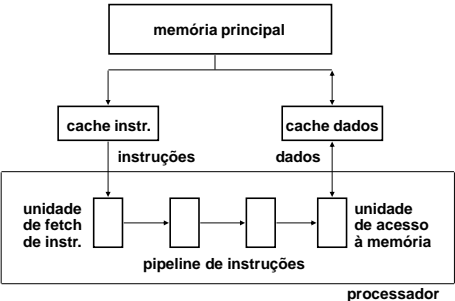 memória principal
cache instr.
cache dados
instruções
dados
unidade
de fetch
de instr.
unidade
de acesso
à memória
pipeline de instruções
processador